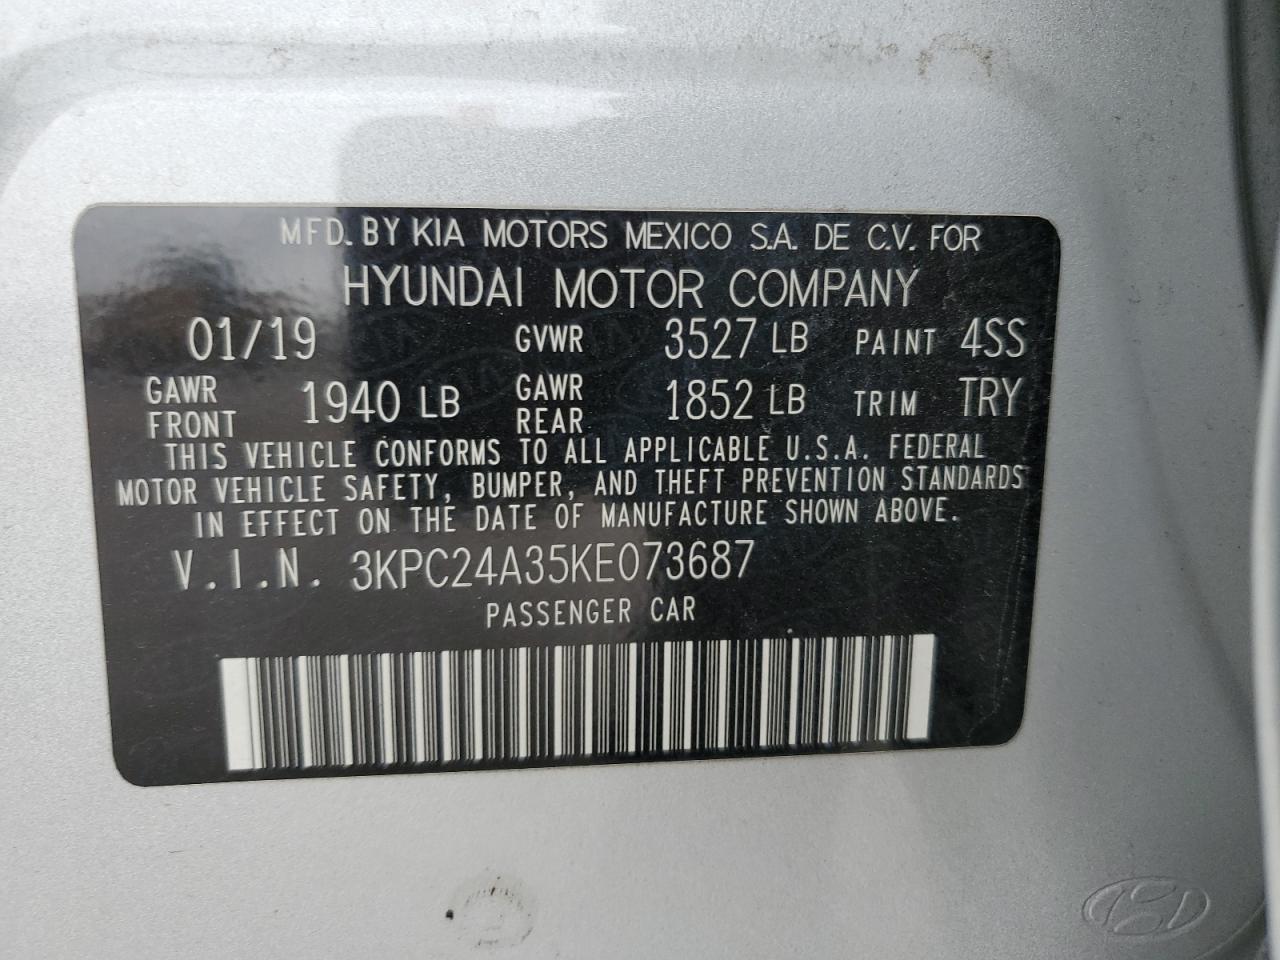 MFD. BY KIA MOTORS MEXICO S.A. DE C.V. FOR
HYUNDAI MOTOR COMPANY
01/19 GVWR 3527 LB PAINT 4SS
GAWR FRONT 1940 LB GAWR REAR 1852 LB TRIM TRY
THIS VEHICLE CONFORMS TO ALL APPLICABLE U.S.A. FEDERAL
MOTOR VEHICLE SAFETY, BUMPER, AND THEFT PREVENTION STANDARDS
IN EFFECT ON THE DATE OF MANUFACTURE SHOWN ABOVE.
V.I.N. 3KPC24A35KE073687
PASSENGER CAR